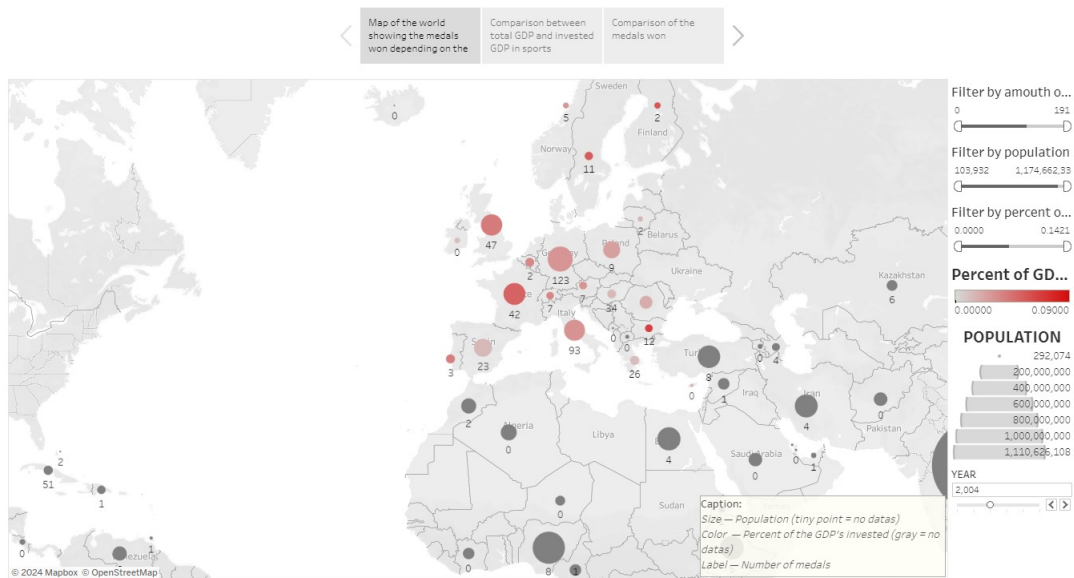 Map of the world
showing the medals
won depending on the
Comparison between
total GDP and invested
GDP in sports
Comparison of the
medals won
Filter by amouth o...
0
191
Filter by population
103,932
1,174,662,33
Filter by percent o...
0.0000
0.1421
Percent of GD...
0.00000
0.09000
POPULATION
292,074
200,000,000
400,000,000
600,000,000
800,000,000
1,000,000,000
1,110,626,108
YEAR
2,004
Sweden
0
5
2
Finland
Norway
11
2
Belarus
47
0
Poland
2
123
9
Ukraine
Kazakhstan
6
42
7
7
34
Italy
0
0
12
93
23
3
26
8
0
4
0
1
Iraq
Iran
4
0
Pakistan
2
Algeria
0
Libya
4
Saudi Arabia
0
0
1
2
51
1
0
0
Sudan
0
1
8
1
Caption:
Size — Population (tiny point = no datas)
Color — Percent of the GDP's invested (gray = no
datas)
Label — Number of medals
© 2024 Mapbox © OpenStreetMap